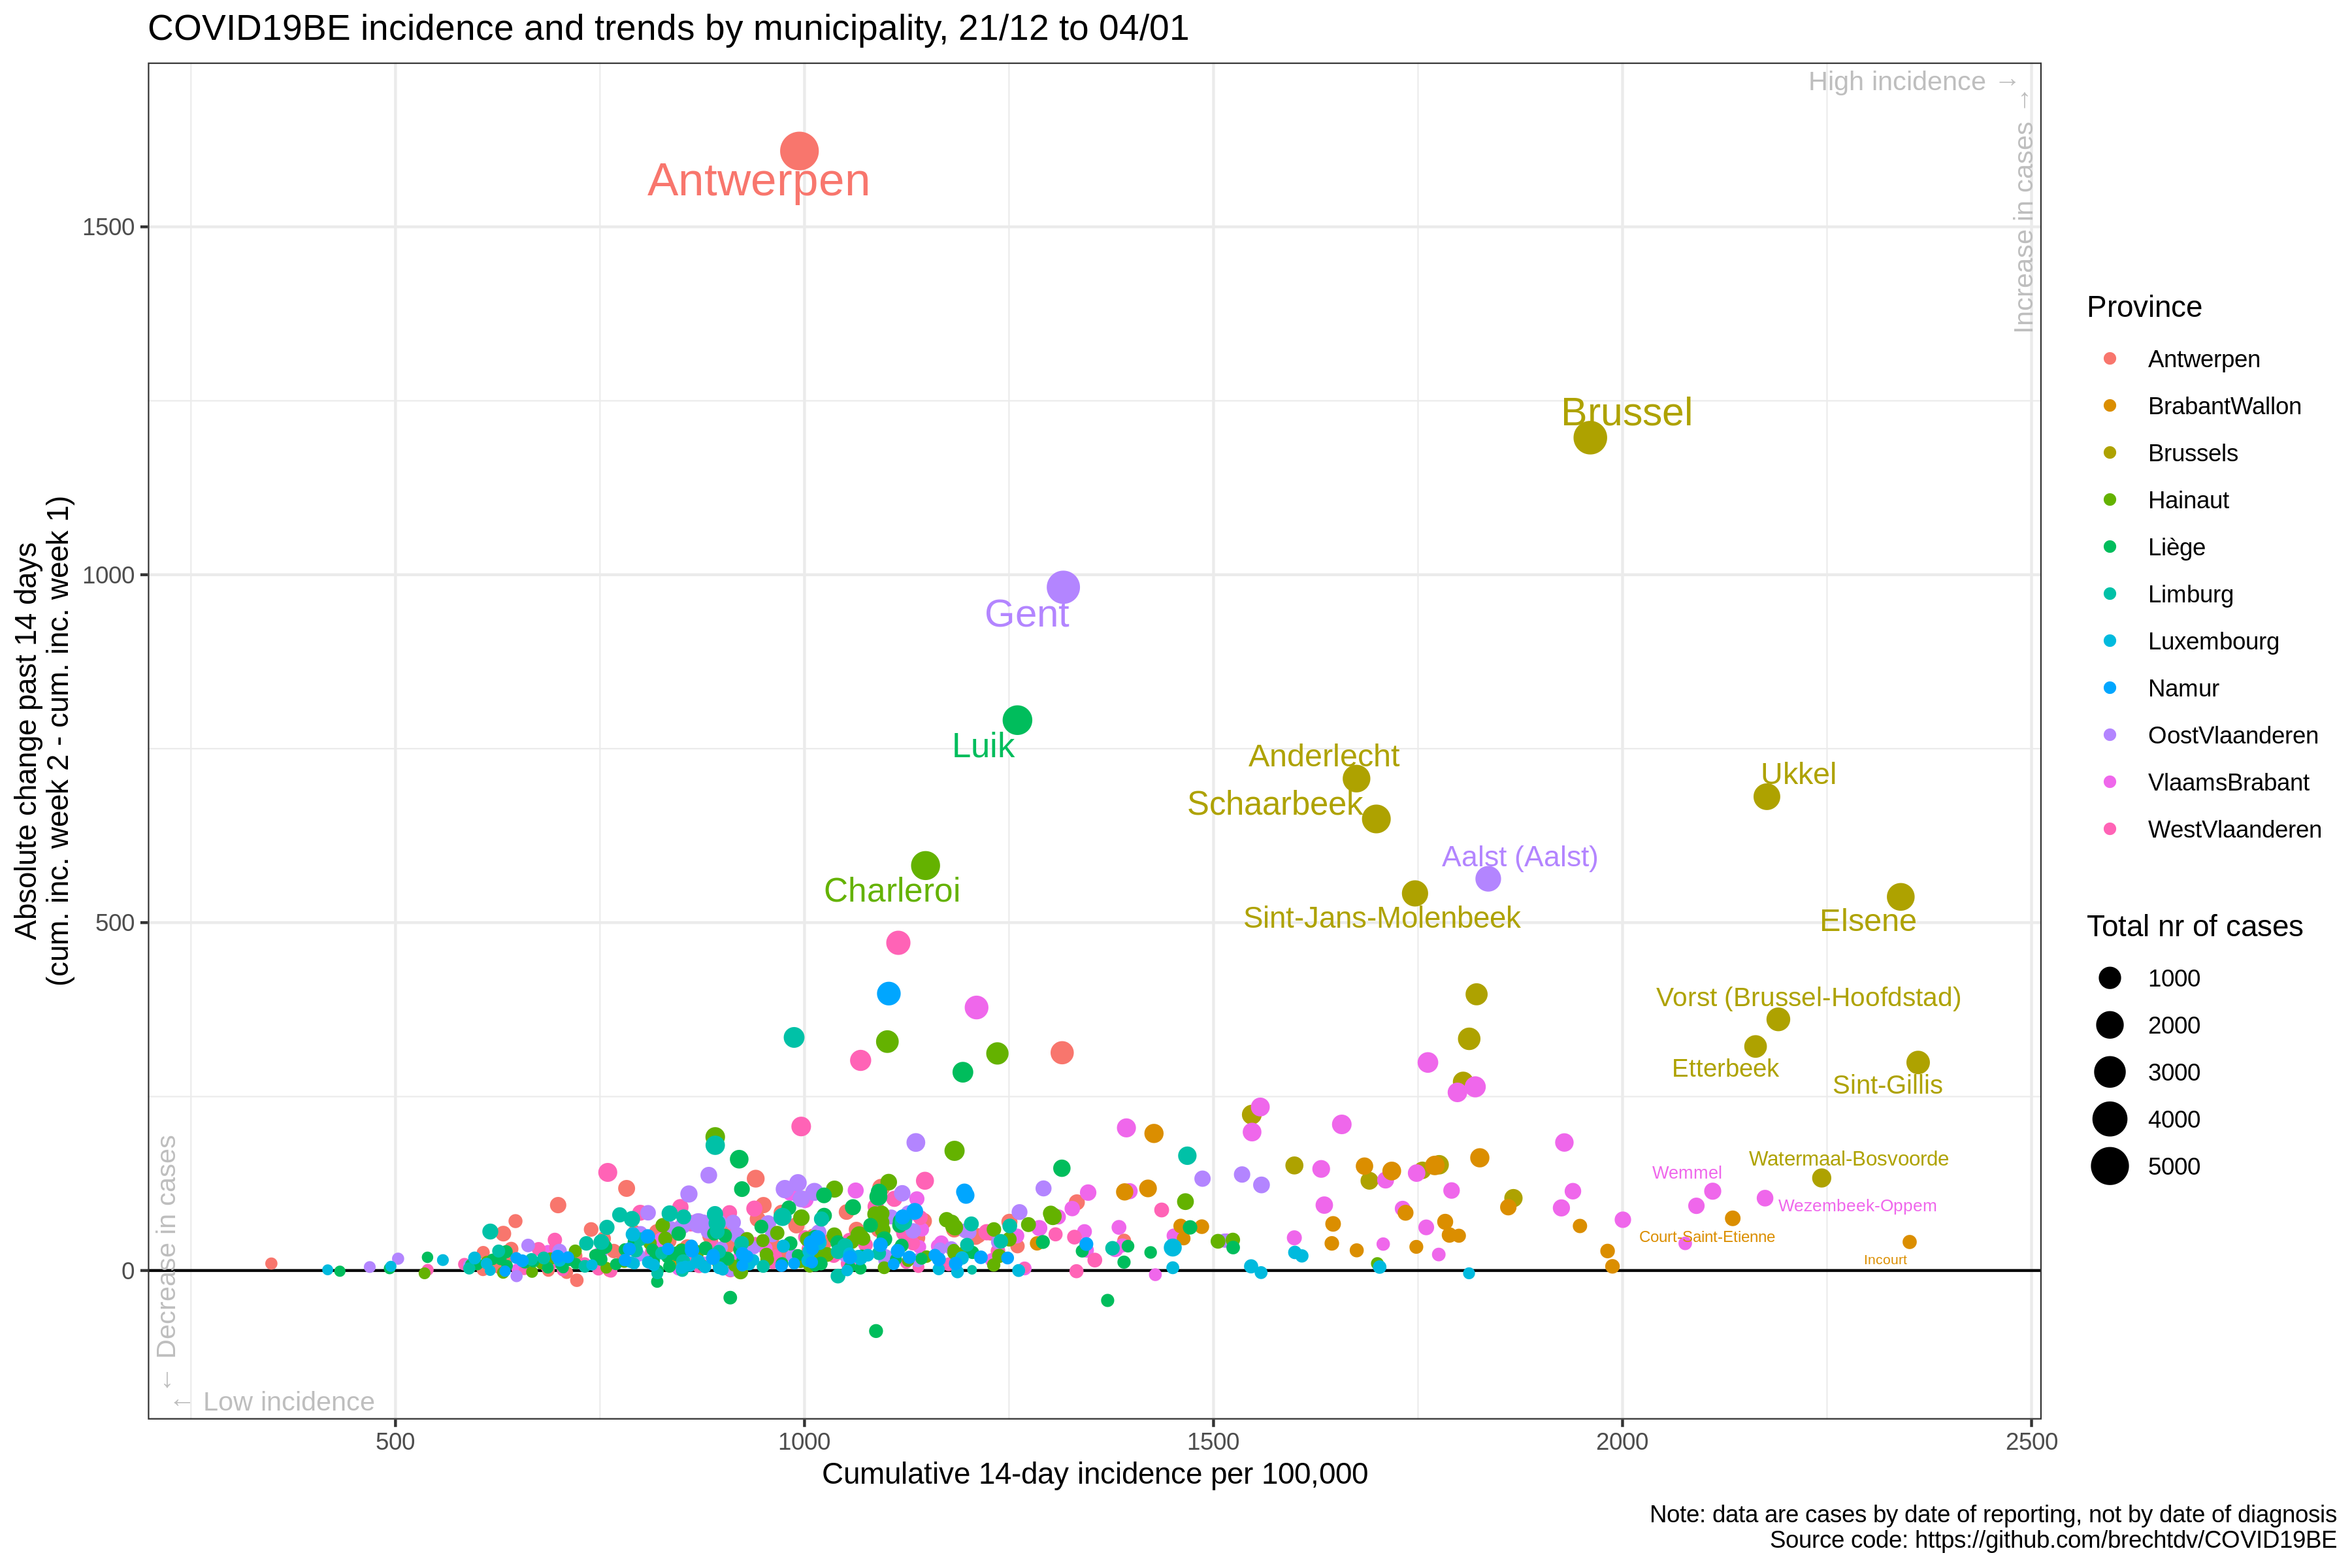 COVID19BE incidence and trends by municipality, 21/12 to 04/01
High incidence →
Increase in cases →
Antwerpen
1500
Brussel
Absolute change past 14 days
(cum. inc. week 2 - cum. inc. week 1)
1000
Gent
Luik
Anderlecht
Ukkel
Schaarbeek
Aalst (Aalst)
Charleroi
Sint-Jans-Molenbeek
500
Elsene
Vorst (Brussel-Hoofdstad)
Etterbeek
Sint-Gillis
Watermaal-Bosvoorde
Wemmel
Wezembeek-Oppem
Court-Saint-Etienne
Incourt
0
← Decrease in cases
← Low incidence
500
1000
1500
2000
2500
Cumulative 14-day incidence per 100,000
Province
Antwerpen
BrabantWallon
Brussels
Hainaut
Liège
Limburg
Luxembourg
Namur
OostVlaanderen
VlaamsBrabant
WestVlaanderen
Total nr of cases
1000
2000
3000
4000
5000
Note: data are cases by date of reporting, not by date of diagnosis
Source code: https://github.com/brechtdv/COVID19BE